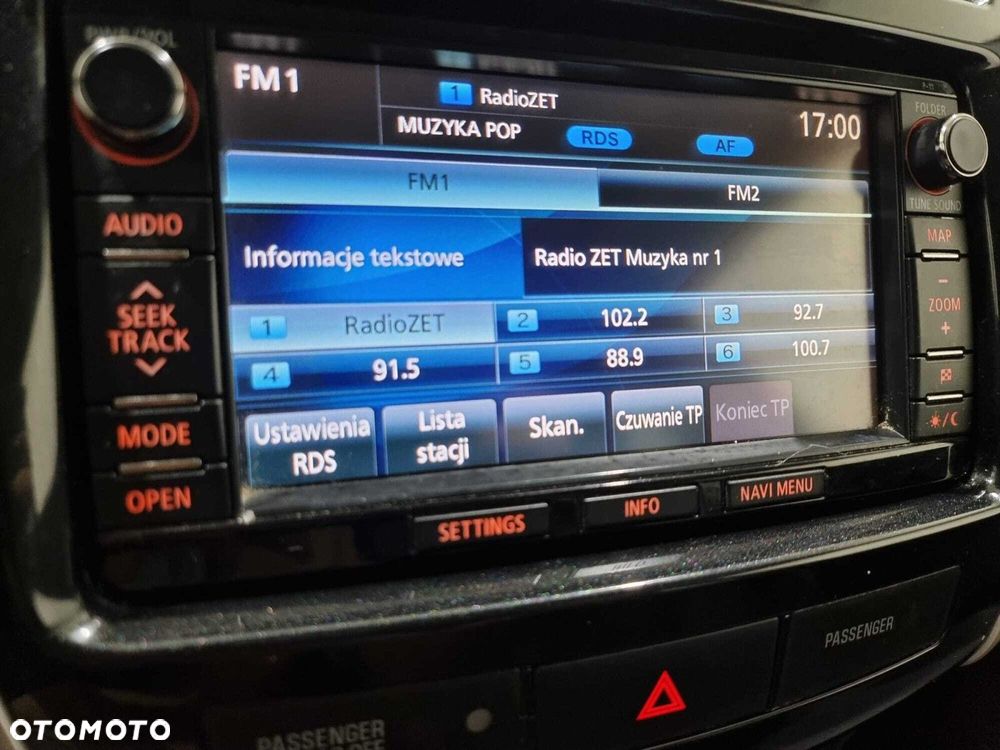 PWR/VOL
FM1
1 RadioZET
MUZYKA POP RDS AF
17:00
FM1 FM2
Informacje tekstowe Radio ZET Muzyka nr 1
1 RadioZET 2 102.2 3 92.7
4 91.5 5 88.9 6 100.7
Ustawienia RDS
Lista stacji
Skan.
Czuwanie TP
Koniec TP
AUDIO
SEEK
TRACK
MODE
OPEN
FOLDER
TUNE SOUND
MAP
- ZOOM +
SETTINGS
INFO
NAVI MENU
PASSENGER
PASSENGER
OTOMOTO